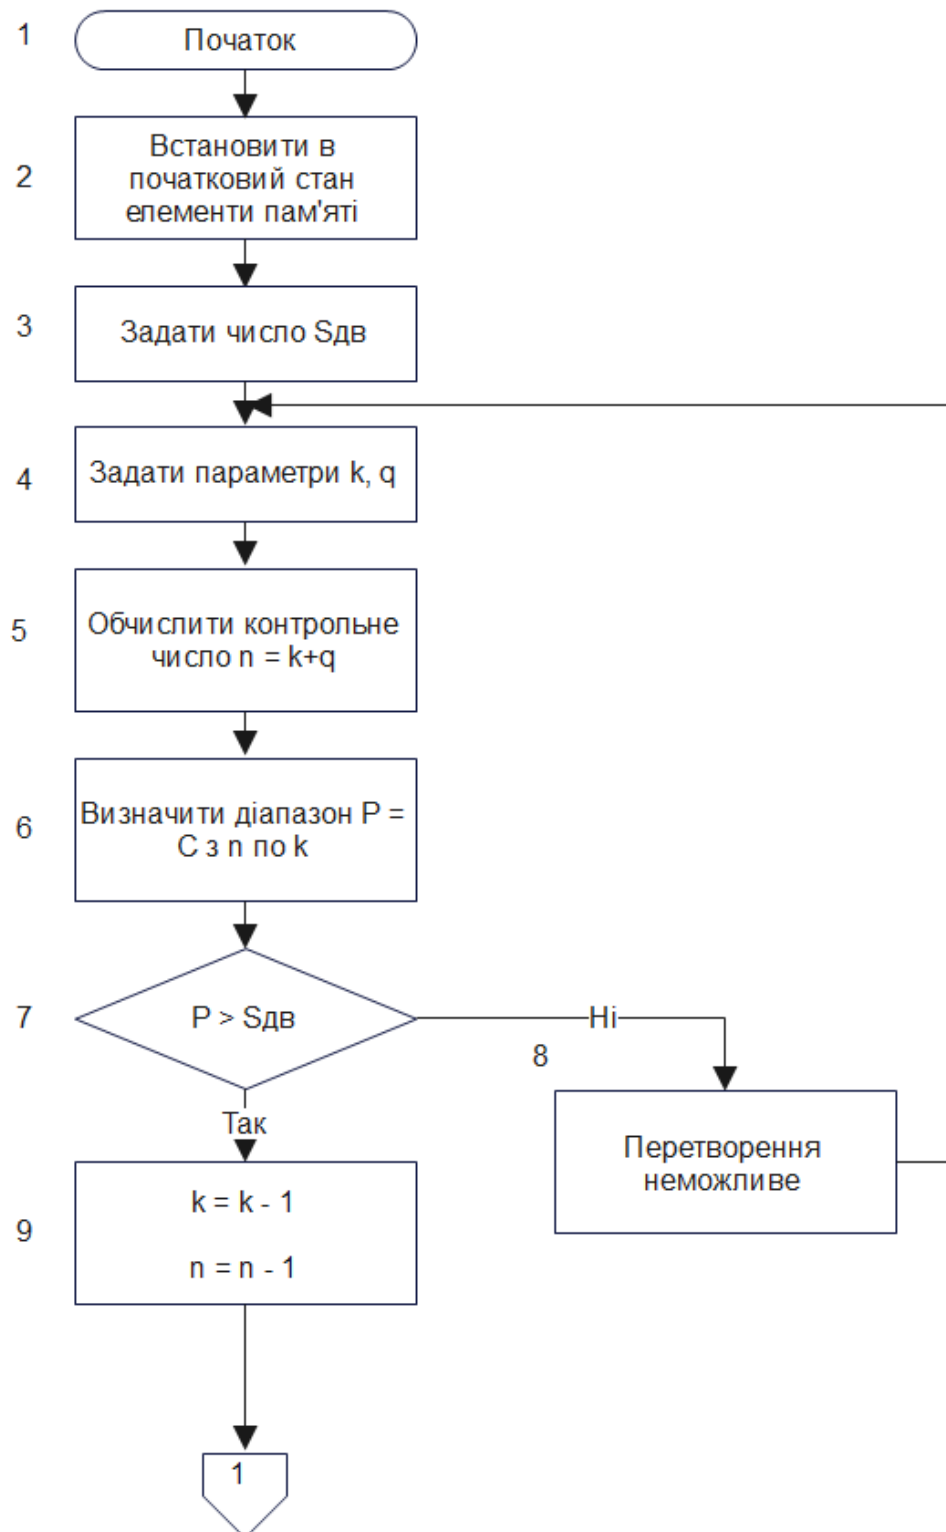 1
Початок
2
Встановити в
початковий стан
елементи пам'яті
3
Задати число Sдв
4
Задати параметри k, q
5
Обчислити контрольне
число n = k+q
6
Визначити діапазон P =
C з n по k
7
P > Sдв
Ні
8
Так
Перетворення
неможливе
9
k = k - 1
n = n - 1
1